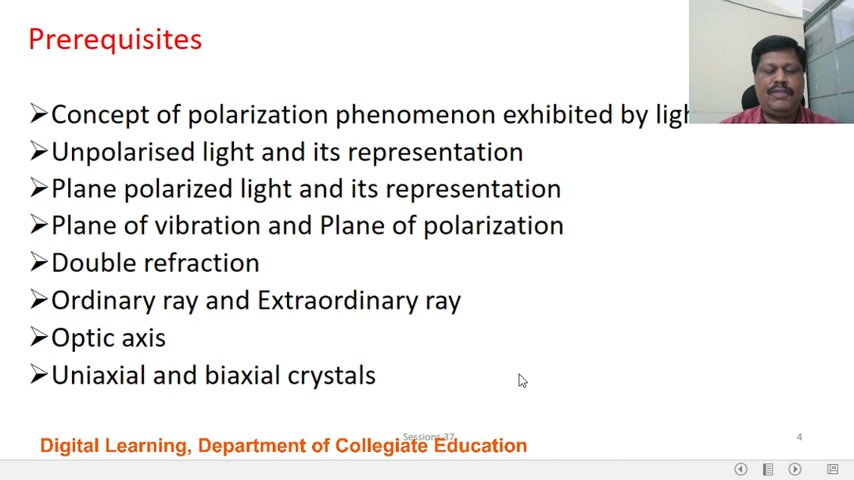 Prerequisites
➢Concept of polarization phenomenon exhibited by
➢Unpolarised light and its representation
➢Plane polarized light and its representation
➢Plane of vibration and Plane of polarization
➢Double refraction
➢Ordinary ray and Extraordinary ray
➢Optic axis
➢Uniaxial and biaxial crystals
Sessions 37
4
Digital Learning, Department of Collegiate Education